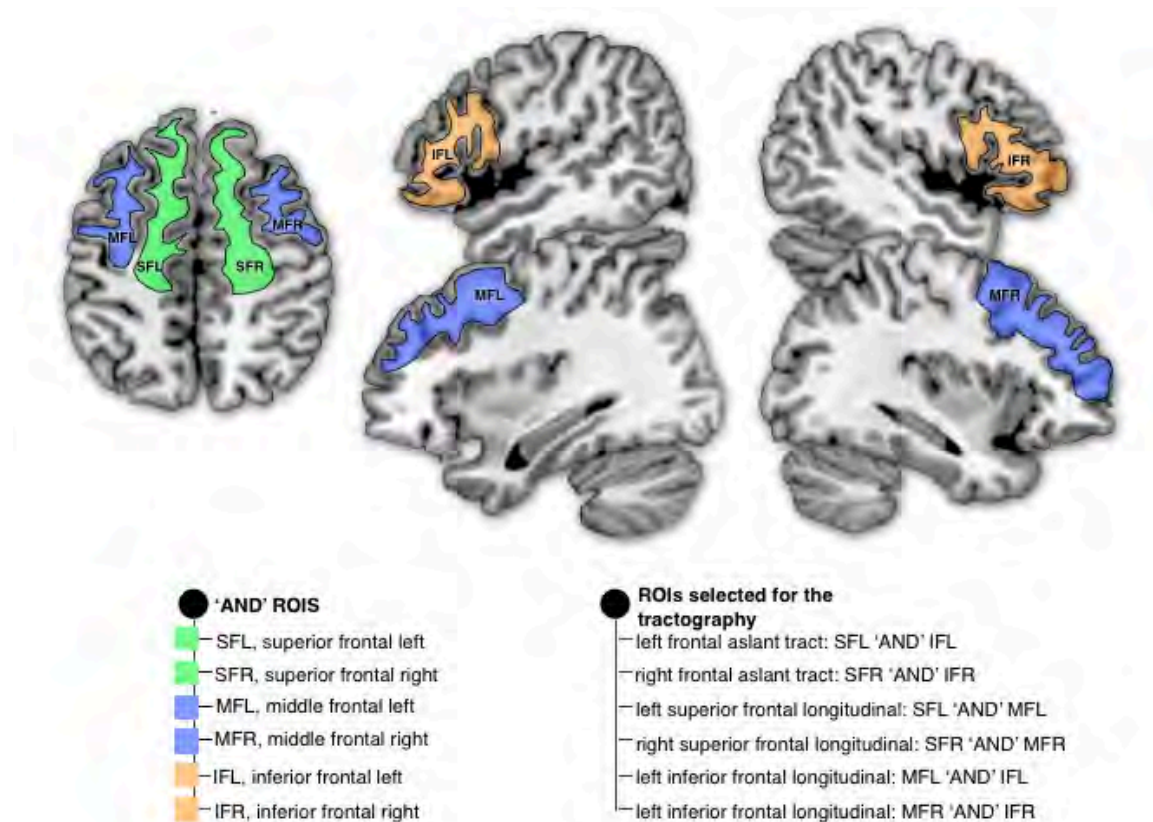 IFL
IFR
MFL
MFR
SFL
SFR
MFL
MFR
‘AND’ ROIS
SFL, superior frontal left
SFR, superior frontal right
MFL, middle frontal left
MFR, middle frontal right
IFL, inferior frontal left
IFR, inferior frontal right
ROIs selected for the
tractography
left frontal aslant tract: SFL ‘AND’ IFL
right frontal aslant tract: SFR ‘AND’ IFR
left superior frontal longitudinal: SFL ‘AND’ MFL
right superior frontal longitudinal: SFR ‘AND’ MFR
left inferior frontal longitudinal: MFL ‘AND’ IFL
left inferior frontal longitudinal: MFR ‘AND’ IFR